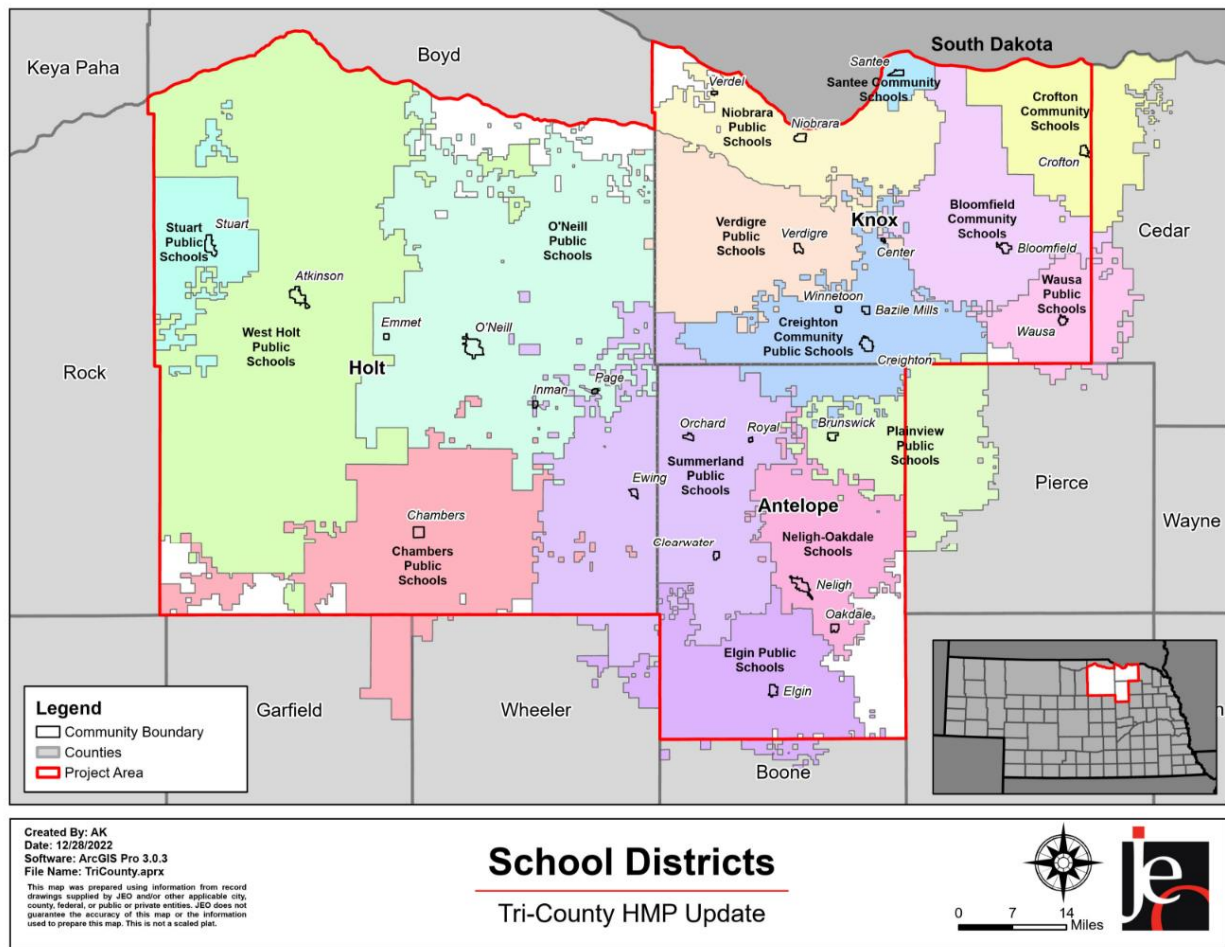 Keya Paha
Boyd
South Dakota
Santee
Santee Community
Schools
Verdel
Niobrara
Public
Schools
Niobrara
Crofton
Community
Schools
Crofton
Stuart
Public
Schools
Stuart
O'Neill
Public
Schools
Verdigre
Public
Schools
Verdigre
Knox
Center
Bloomfield
Community
Schools
Bloomfield
Cedar
Atkinson
Wausa
Public
Schools
Wausa
Winnetoon
Bazile Mills
Creighton
Community
Public Schools
Creighton
West Holt
Public
Schools
Emmet
O'Neill
Rock
Holt
Inman
Page
Orchard
Royal
Brunswick
Plainview
Public
Schools
Summerland
Public
Schools
Ewing
Antelope
Pierce
Wayne
Chambers
Chambers
Public
Schools
Clearwater
Neligh-Oakdale
Schools
Neligh
Oakdale
Elgin Public
Schools
Elgin
Garfield
Wheeler
Boone
Legend
Community Boundary
Counties
Project Area
Created By: AK
Date: 12/28/2022
Software: ArcGIS Pro 3.0.3
File Name: TriCounty.aprx
This map was prepared using information from record
drawings supplied by JEO and/or other applicable city,
county, federal, or public or private entities. JEO does not
guarantee the accuracy of this map or the information
used to prepare this map. This is not a scaled plat.
School Districts
Tri-County HMP Update
0 7 14
Miles
jeo